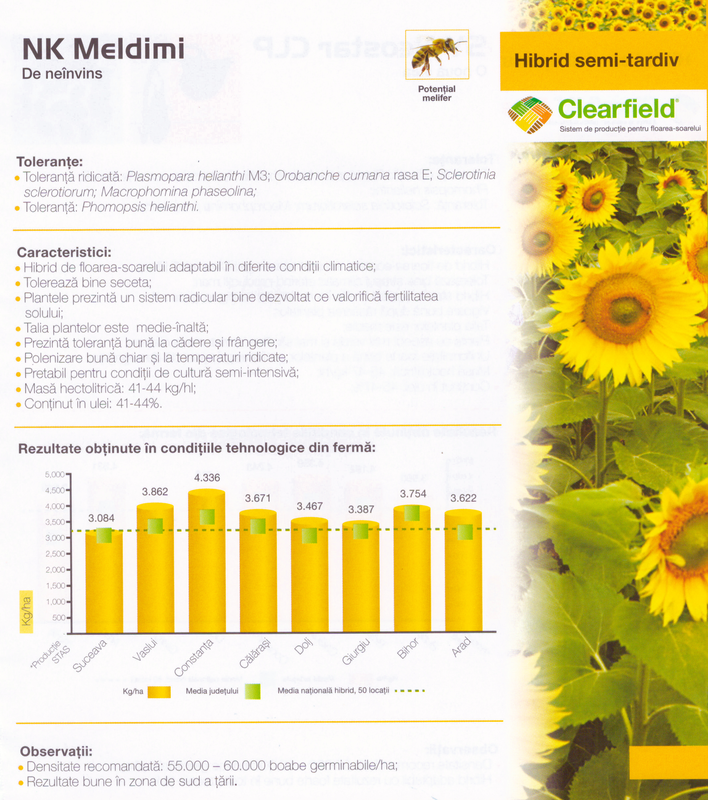 NK Meldimi
De neînvins
Potențial
melifer
Hibrid semi-tardiv
Clearfield®
Sistem de producție pentru floarea-soarelui
Toleranțe:
• Toleranță ridicată: Plasmopara helianthi M3; Orobanche cumana rasa E; Sclerotinia
sclerotiorum; Macrophomina phaseolina;
• Toleranță: Phomopsis helianthi.
Caracteristici:
• Hibrid de floarea-soarelui adaptabil în diferite condiții climatice;
• Tolerează bine seceta;
• Plantele prezintă un sistem radicular bine dezvoltat ce valorifică fertilitatea
solului;
• Talia plantelor este medie-înaltă;
• Prezintă toleranță bună la cădere și frângere;
• Polenizare bună chiar și la temperaturi ridicate;
• Pretabil pentru condiții de cultură semi-intensivă;
• Masă hectolitrică: 41-44 kg/hl;
• Conținut în ulei: 41-44%.
Rezultate obținute în condițiile tehnologice din fermă:
5,000
4,500
4,000
3,500
3,000
2,500
2,000
1,500
1,000
500
Kg/ha
3.084
3.862
4.336
3.671
3.467
3.387
3.754
3.622
*Producție
STAS
Suceava
Vaslui
Constanța
Călărași
Dolj
Giurgiu
Bihor
Arad
Kg/ha
Media județului
Media națională hibrid, 50 locații
Observații:
• Densitate recomandată: 55.000 – 60.000 boabe germinabile/ha;
• Rezultate bune în zona de sud a țării.